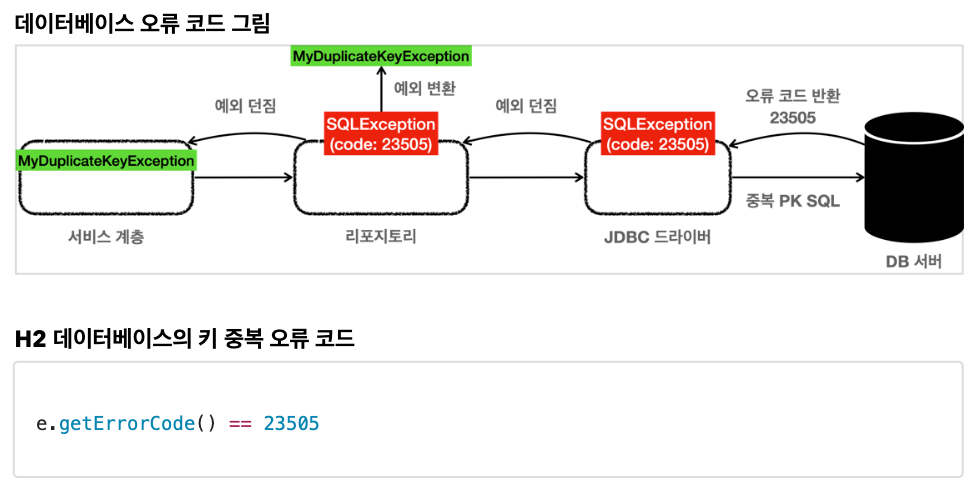 데이터베이스 오류 코드 그림
MyDuplicateKeyException
예외 변환
예외 던짐
예외 던짐
오류 코드 반환
23505
SQLException
(code: 23505)
SQLException
(code: 23505)
MyDuplicateKeyException
중복 PK SQL
서비스 계층
리포지토리
JDBC 드라이버
DB 서버
H2 데이터베이스의 키 중복 오류 코드
e.getErrorCode() == 23505